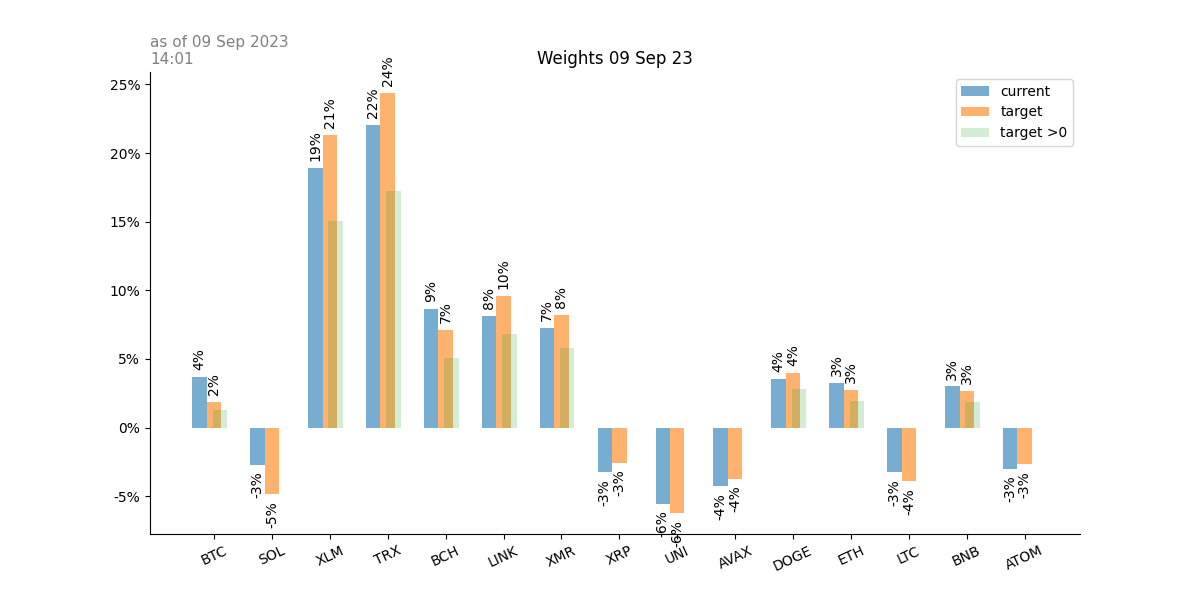 as of 09 Sep 2023
14:01
Weights 09 Sep 23
current
target
target >0
25%
20%
15%
10%
5%
0%
-5%
4%
2%
-3%
-5%
19%
21%
22%
24%
9%
7%
8%
10%
7%
8%
-3%
-3%
-6%
-6%
-4%
-4%
4%
4%
3%
3%
-3%
-4%
3%
3%
-3%
-3%
BTC
SOL
XLM
TRX
BCH
LINK
XMR
XRP
UNI
AVAX
DOGE
ETH
LTC
BNB
ATOM